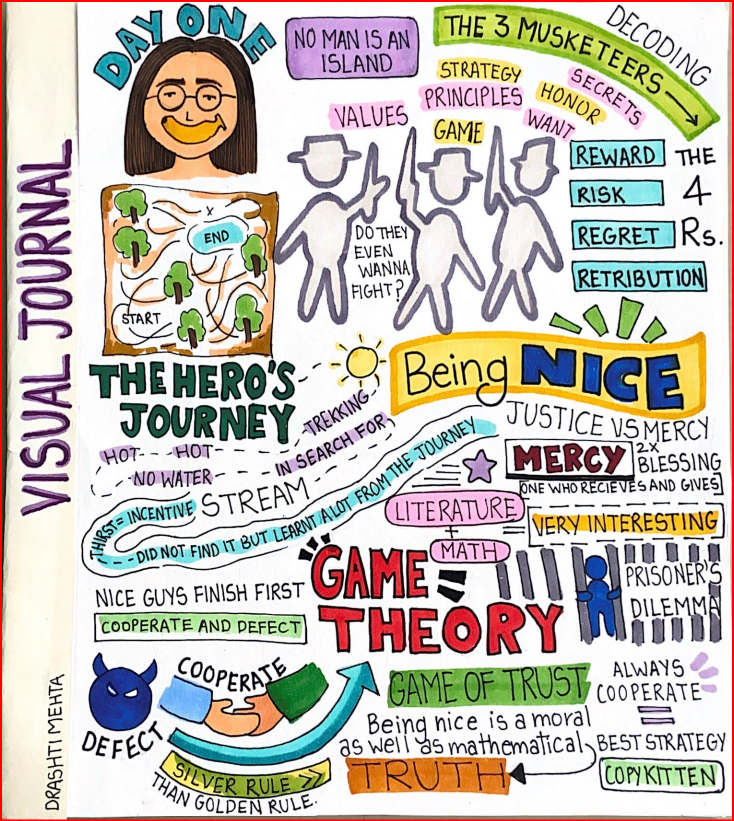 VISUAL JOURNAL
DRASHTI MEHTA
DAY ONE
NO MAN IS AN
ISLAND
THE 3 MUSKETEERS
DECODING
SECRETS
STRATEGY
PRINCIPLES
HONOR
VALUES
GAME
WANT
DO THEY
EVEN
WANNA
FIGHT?
REWARD
RISK
REGRET
RETRIBUTION
THE
4
Rs.
END
X
START
THE HERO'S
JOURNEY
HOT
HOT
TREKKING
NO WATER
IN SEARCH FOR
STREAM
THIRST = INCENTIVE
DID NOT FIND IT BUT LEARNT A LOT FROM THE JOURNEY
Being NICE
JUSTICE VS MERCY
MERCY
2X
BLESSING
ONE WHO RECIEVES AND GIVES
LITERATURE
+
MATH
=
VERY INTERESTING
GAME
THEORY
PRISONER'S
DILEMMA
NICE GUYS FINISH FIRST
COOPERATE AND DEFECT
DEFECT
COOPERATE
SILVER RULE >>
THAN GOLDEN RULE.
GAME OF TRUST
Being nice is a moral
as well as mathematical
TRUTH
ALWAYS
COOPERATE
=
BEST STRATEGY
COPYKITTEN